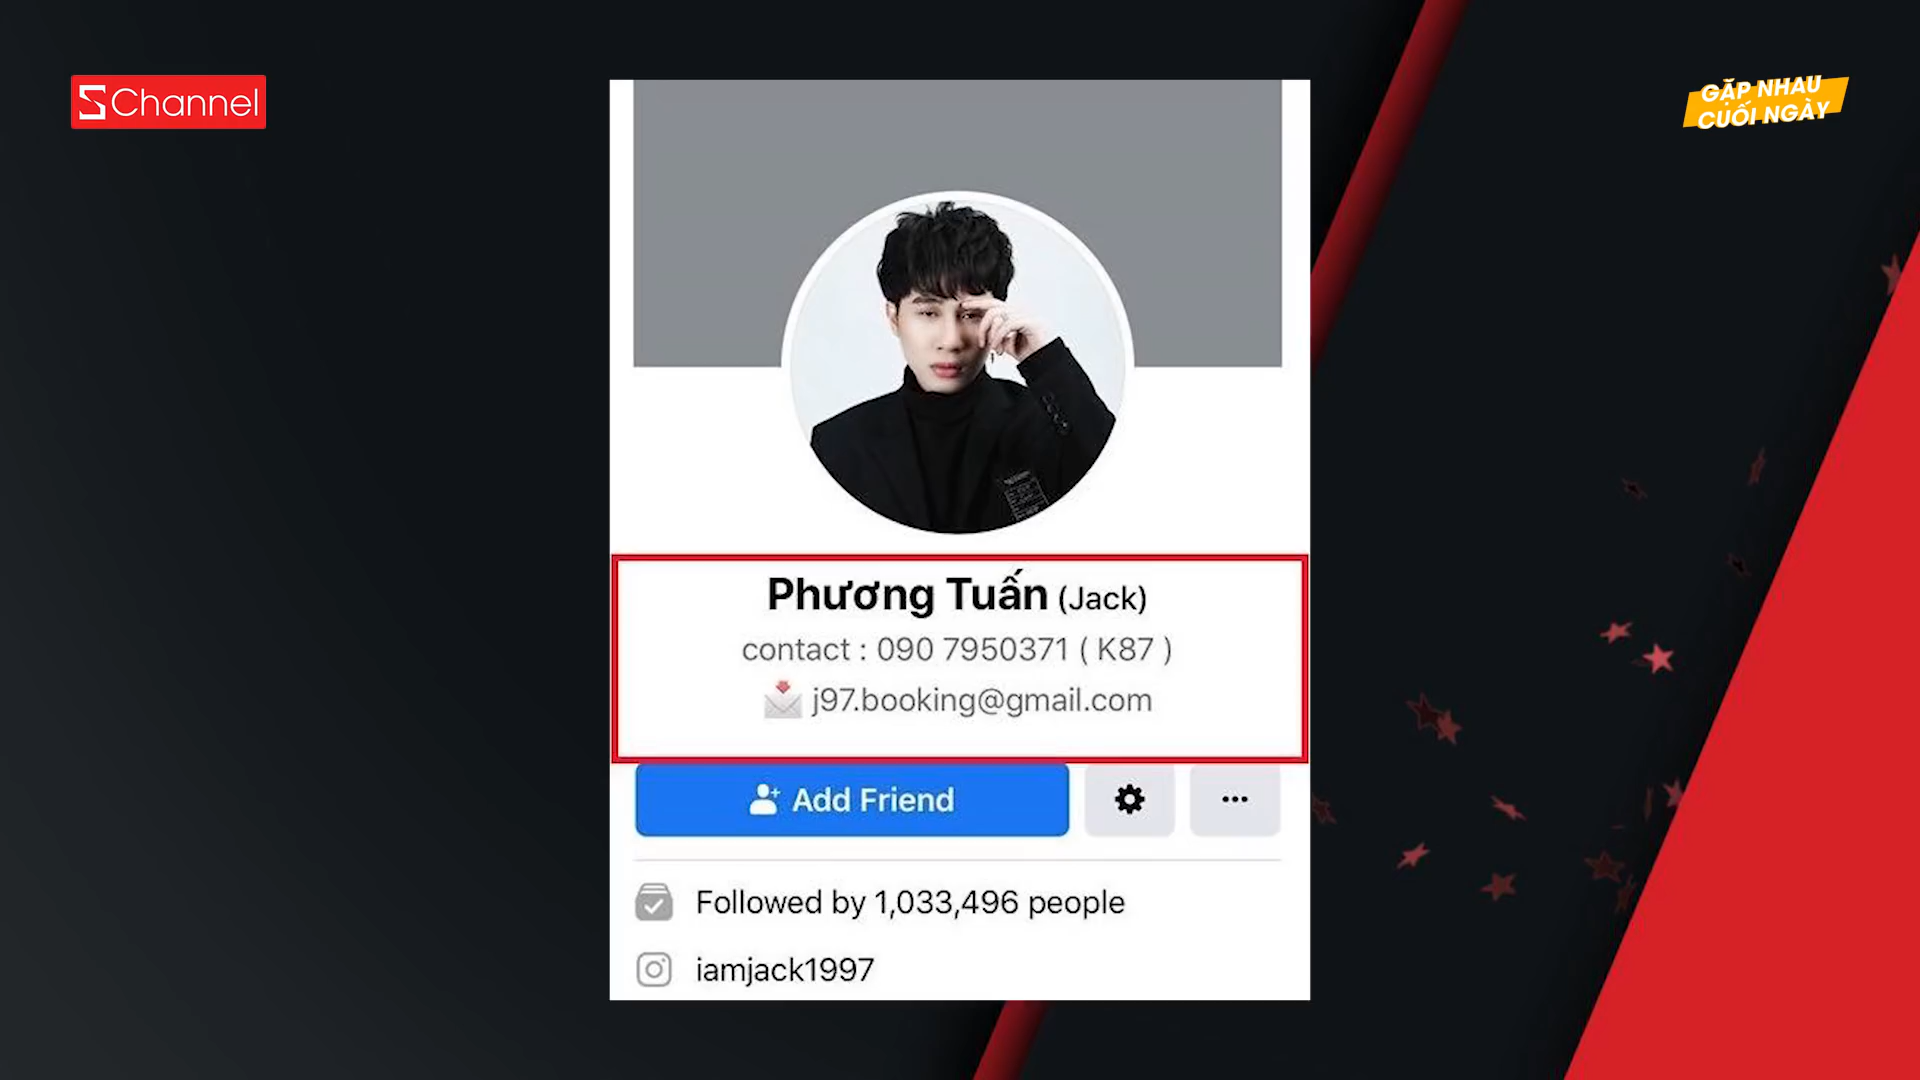 S Channel
GẶP NHAU
CUỐI NGÀY
Phương Tuấn (Jack)
contact : 090 7950371 ( K87 )
j97.booking@gmail.com
Add Friend
Followed by 1,033,496 people
iamjack1997